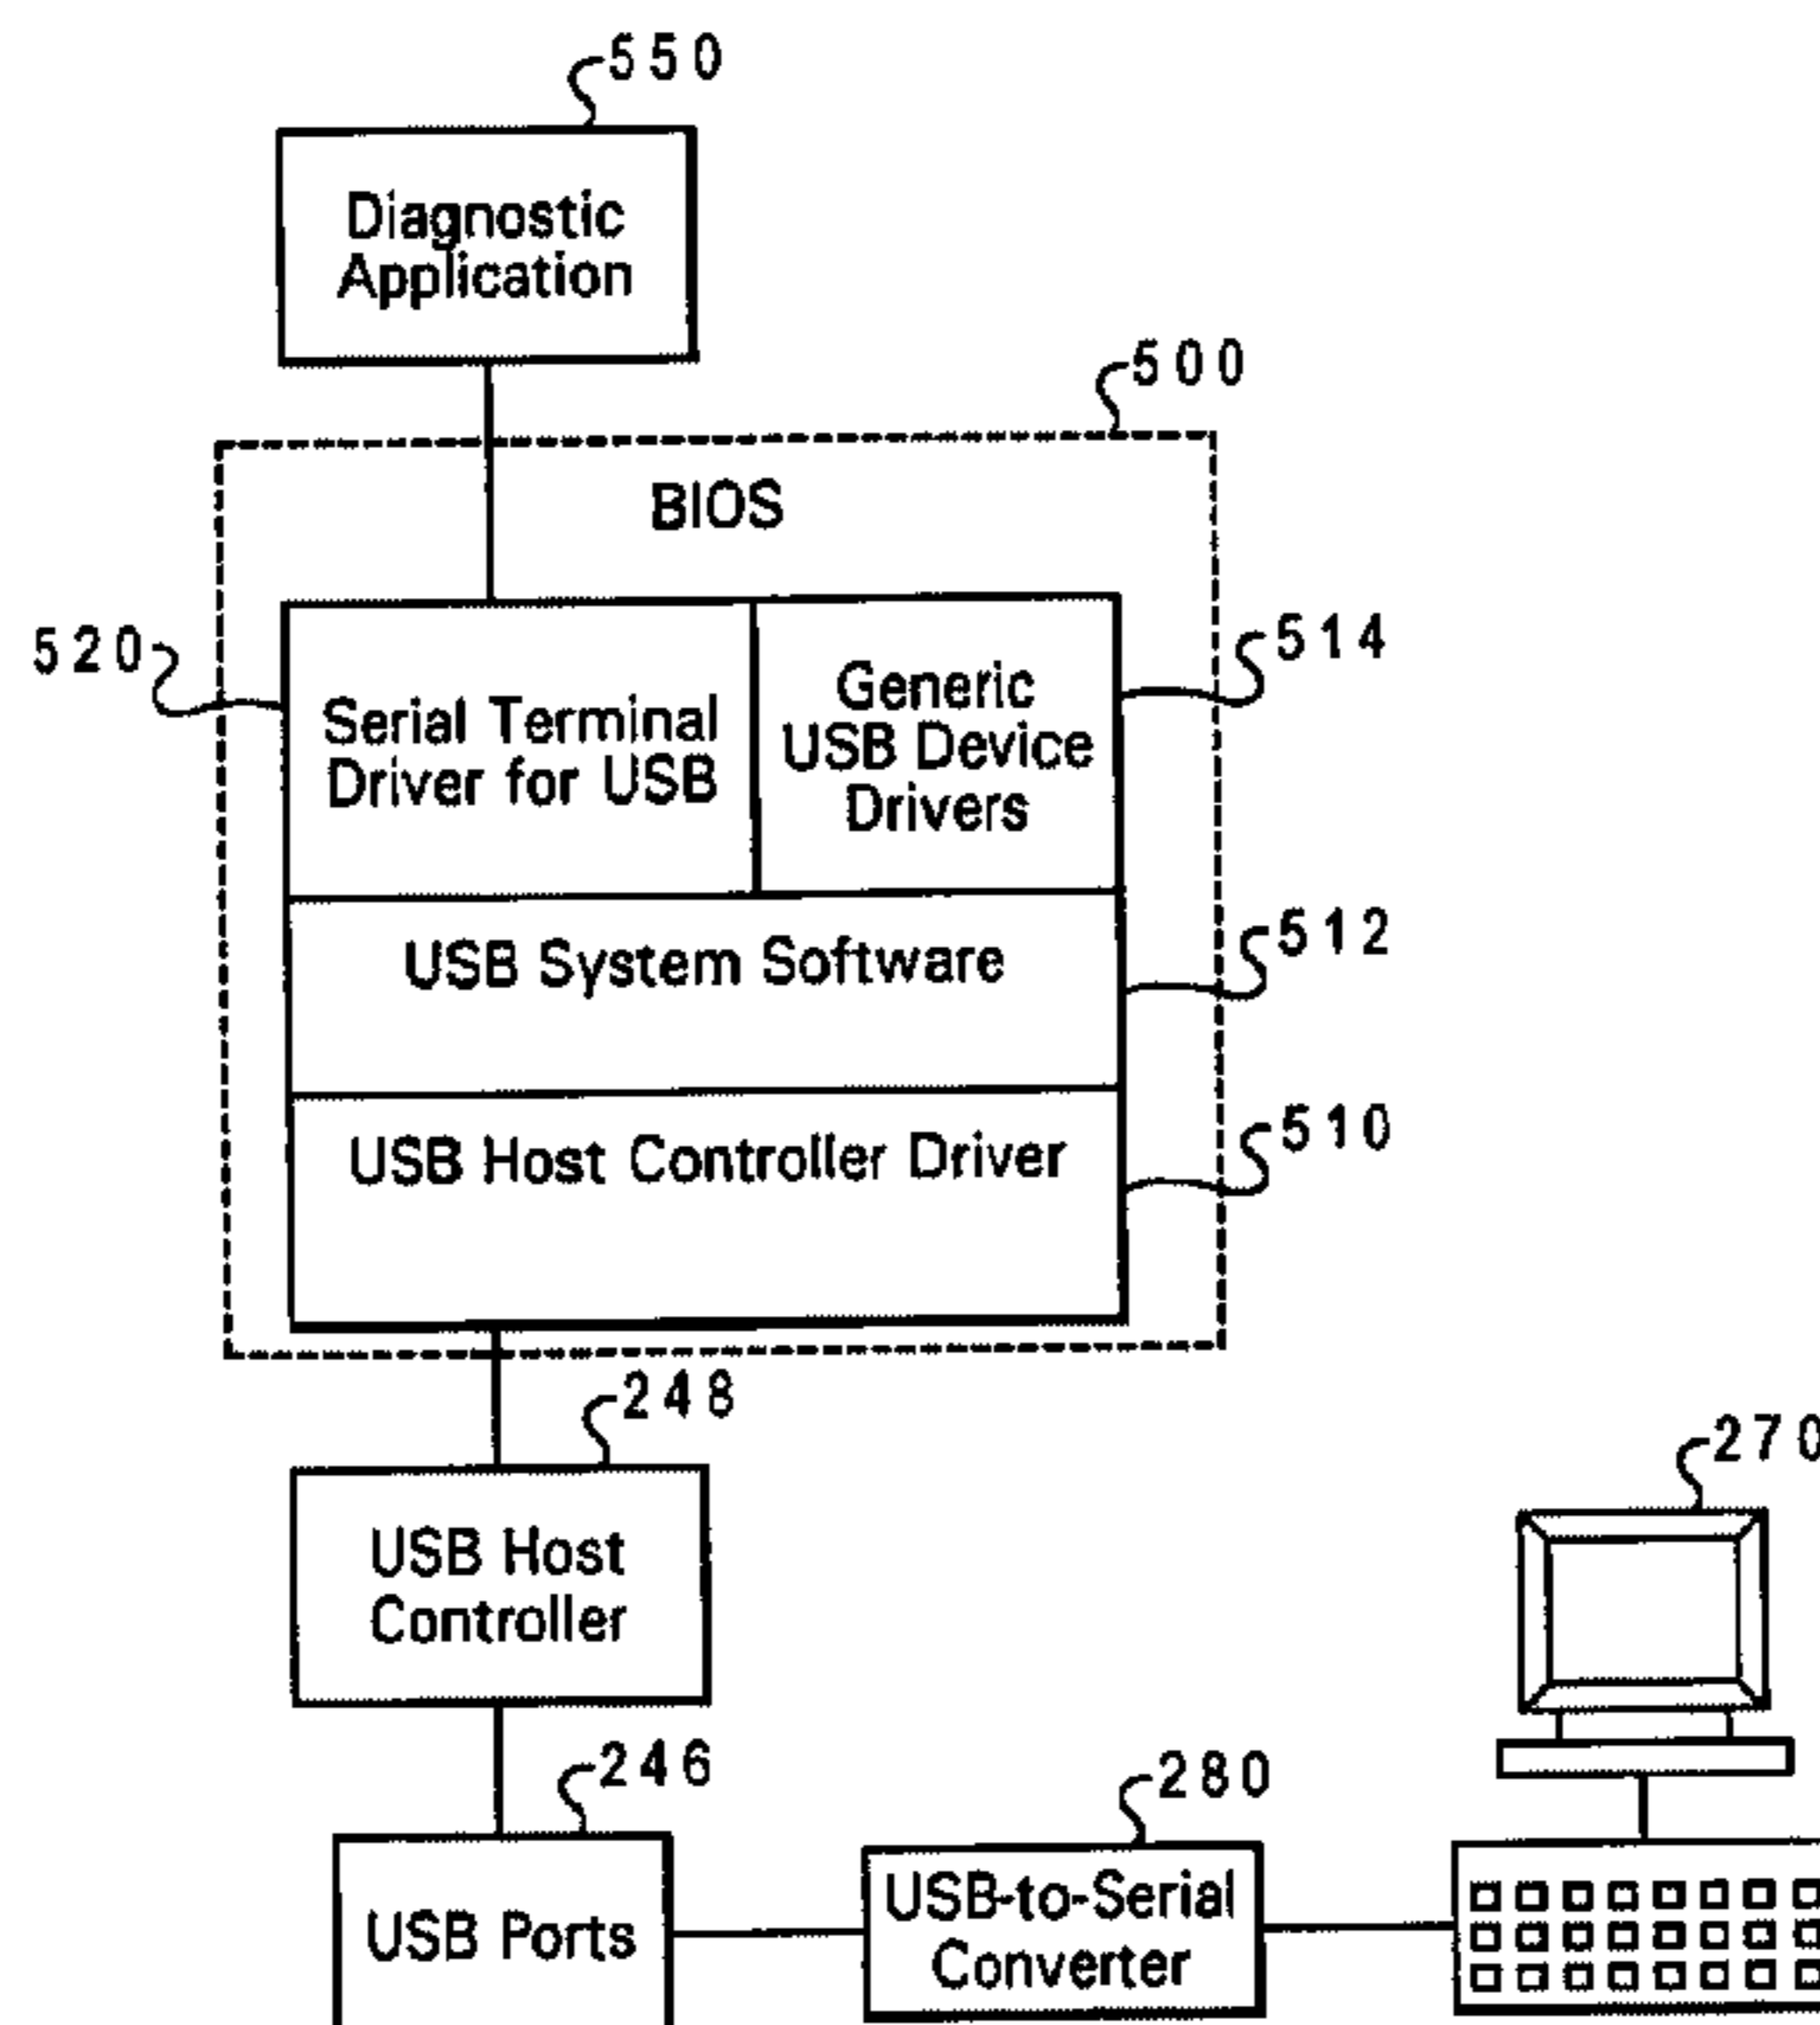 550
Diagnostic
Application
500
BIOS
520
Serial Terminal
Driver for USB
Generic
USB Device
Drivers
514
USB System Software
512
USB Host Controller Driver
510
248
USB Host
Controller
270
246
USB Ports
280
USB-to-Serial
Converter